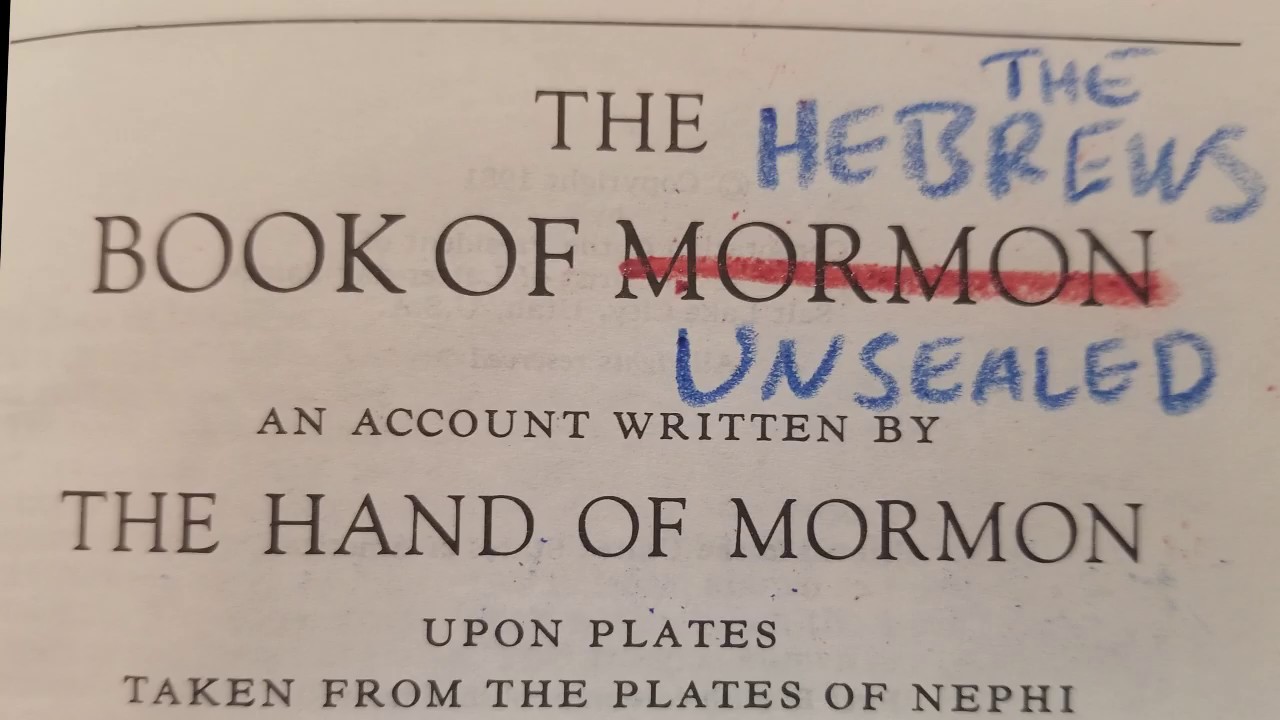 THE
THE
HEBREWS
BOOK OF MORMON
UNSEALED
AN ACCOUNT WRITTEN BY
THE HAND OF MORMON
UPON PLATES
TAKEN FROM THE PLATES OF NEPHI